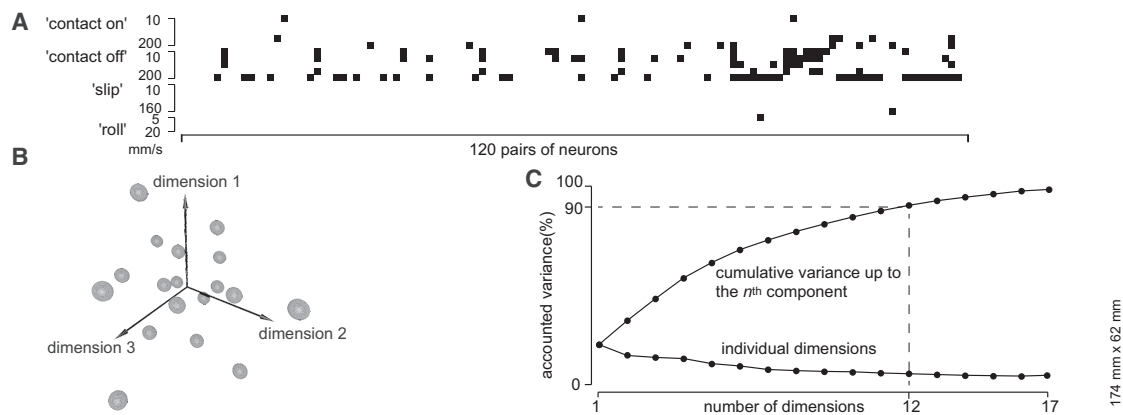 A
'contact on'
10
200
'contact off'
10
200
'slip'
10
160
'roll'
5
20
mm/s
120 pairs of neurons
B
dimension 1
dimension 2
dimension 3
C
100
90
0
accounted variance(%)
cumulative variance up to
the nth component
individual dimensions
1
12
17
number of dimensions
174 mm x 62 mm